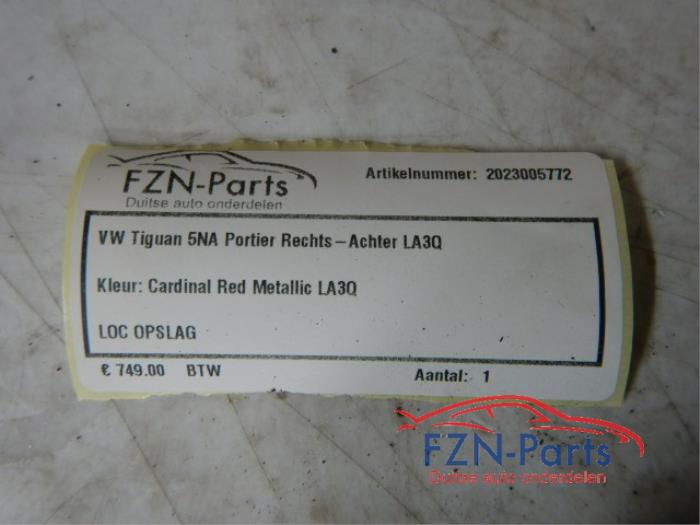 FZN-Parts
Duitse auto onderdelen
Artikelnummer: 2023005772
VW Tiguan 5NA Portier Rechts-Achter LA3Q
Kleur: Cardinal Red Metallic LA3Q
LOC OPSLAG
€ 749.00 BTW
Aantal: 1
FZN-Parts
Duitse auto onderdelen